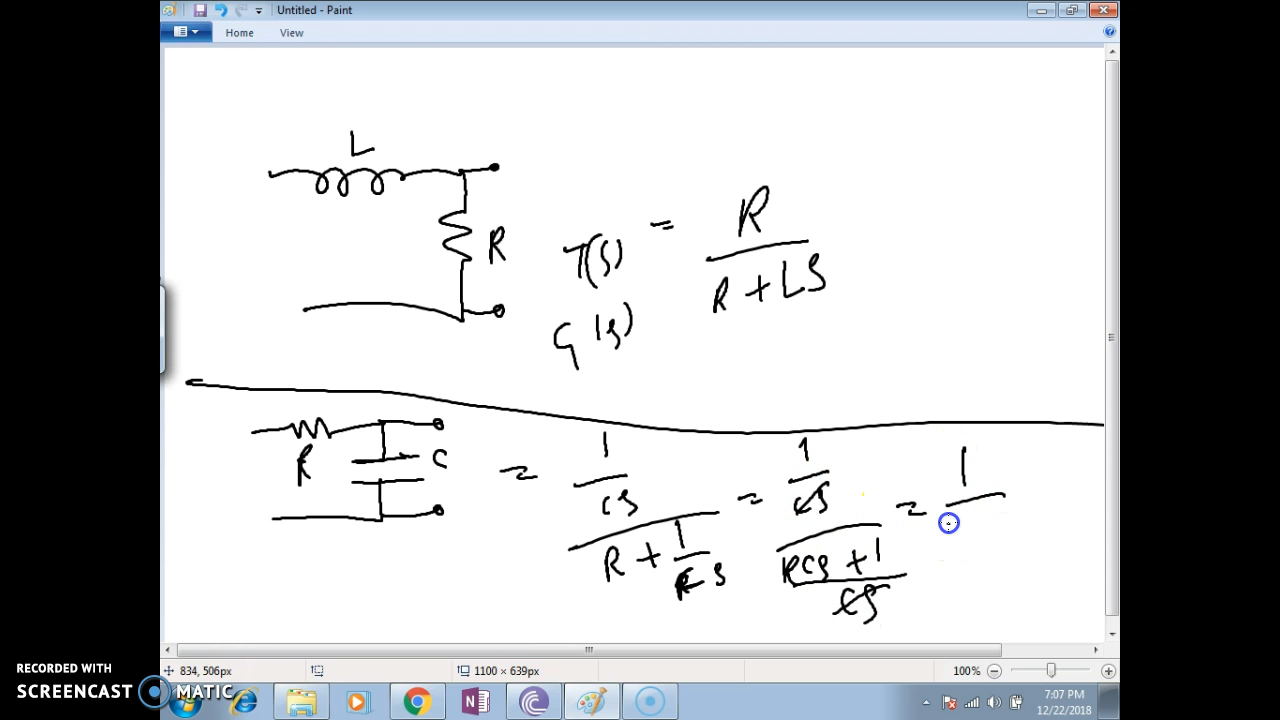 Untitled - Paint
Home View
L
R
T(s) = R / R + LS
G(s)
R C = 1/CS / R + 1/CS = 1/CS / RCS + 1/CS = 1
834, 506px 1100 × 639px 100%
RECORDED WITH
SCREENCAST MATIC
7:07 PM
12/22/2018